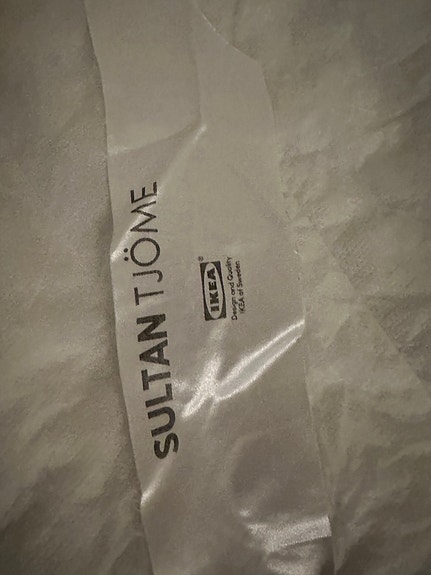 SULTAN TJÖME
IKEA®
Design and Quality
IKEA of Sweden